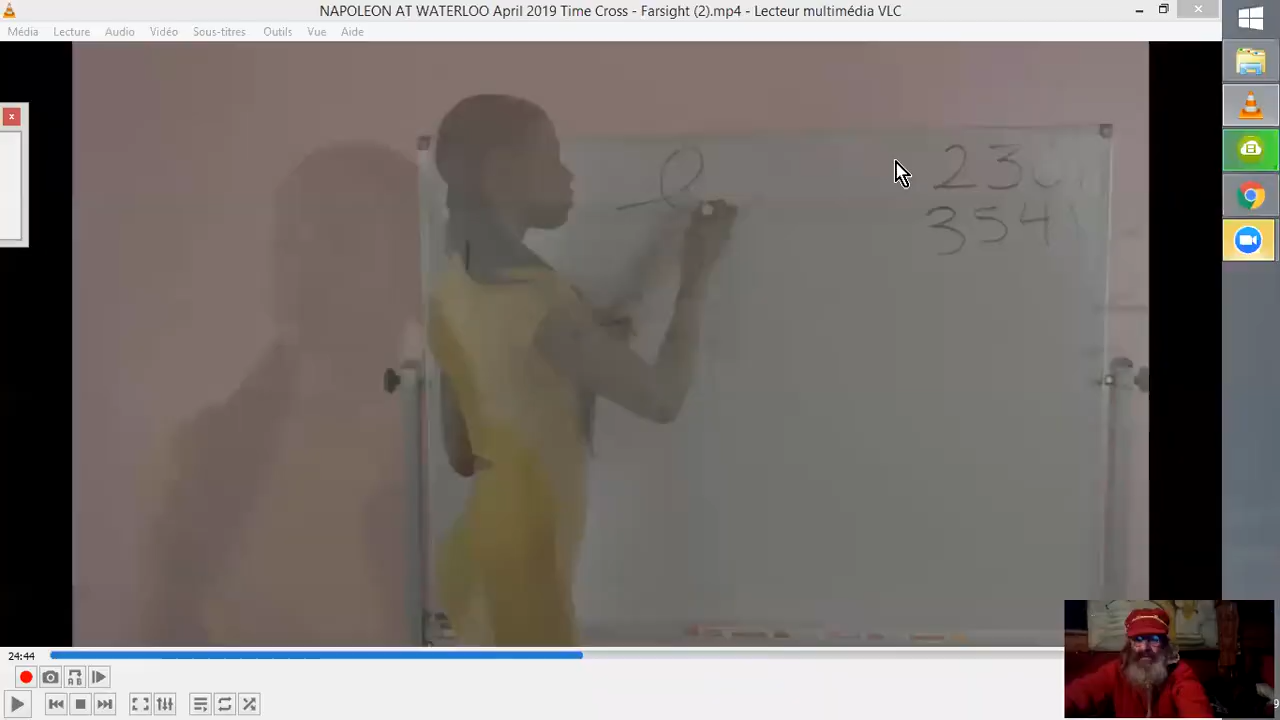 NAPOLEON AT WATERLOO April 2019 Time Cross - Farsight (2).mp4 - Lecteur multimédia VLC
Média Lecture Audio Vidéo Sous-titres Outils Vue Aide
23
354
24:44